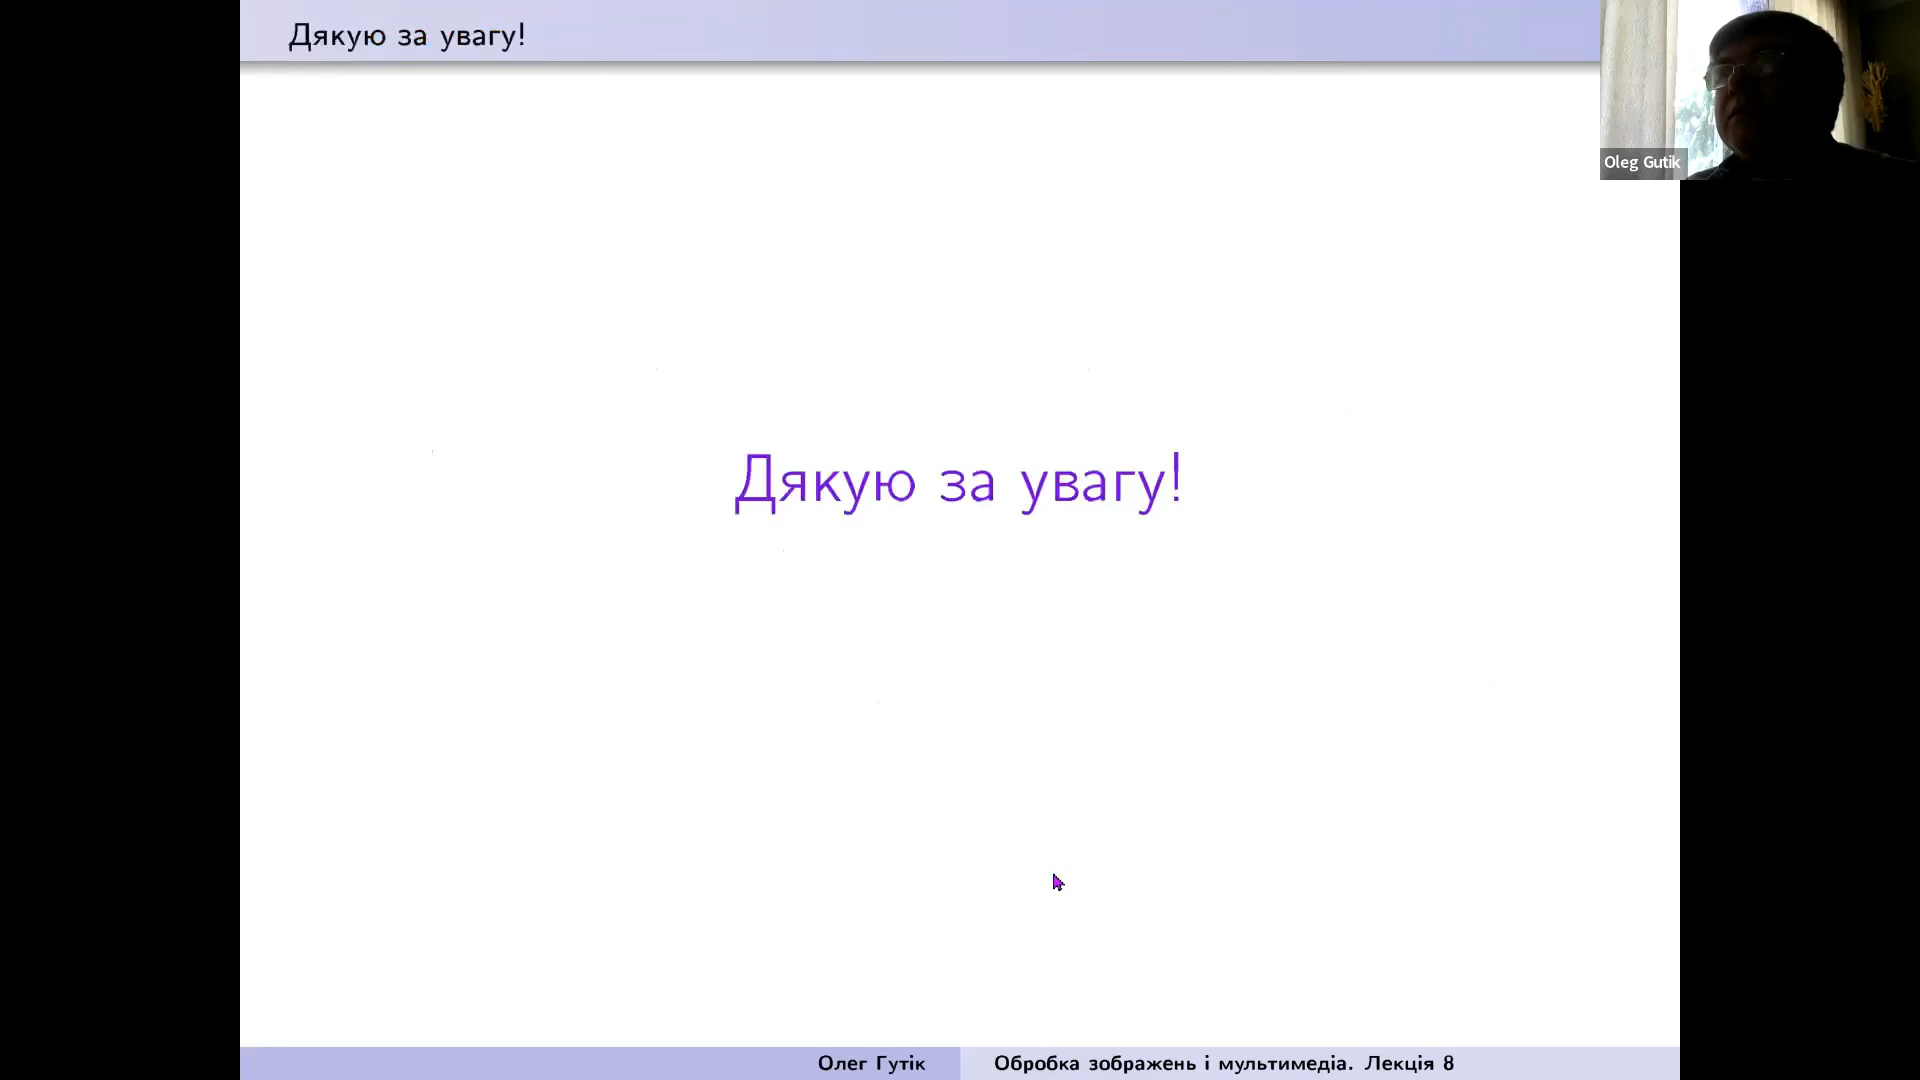 Дякую за увагу!
Oleg Gutik
Дякую за увагу!
Олег Гутік
Обробка зображень і мультимедіа. Лекція 8